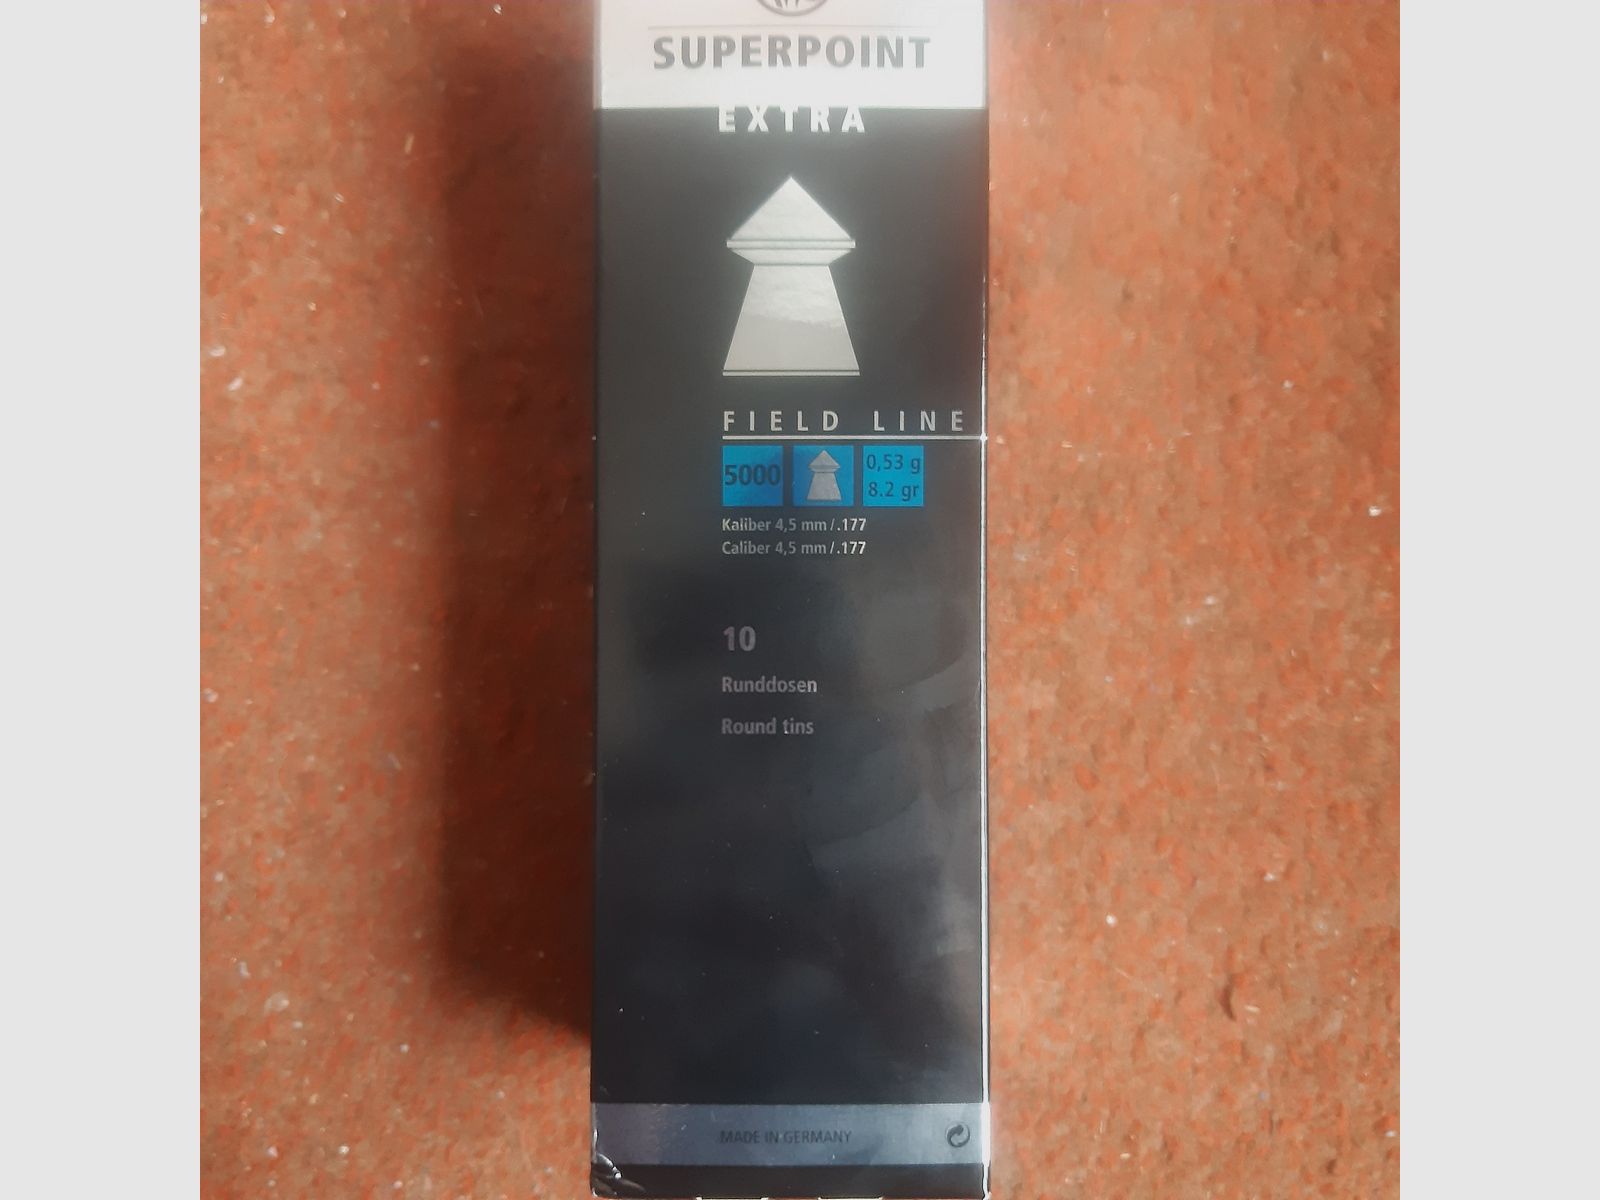 SUPERPOINT
EXTRA
FIELD LINE
5000
0,53 g
8.2 gr
Kaliber 4,5 mm/.177
Caliber 4,5 mm/.177
10
Runddosen
Round tins
MADE IN GERMANY